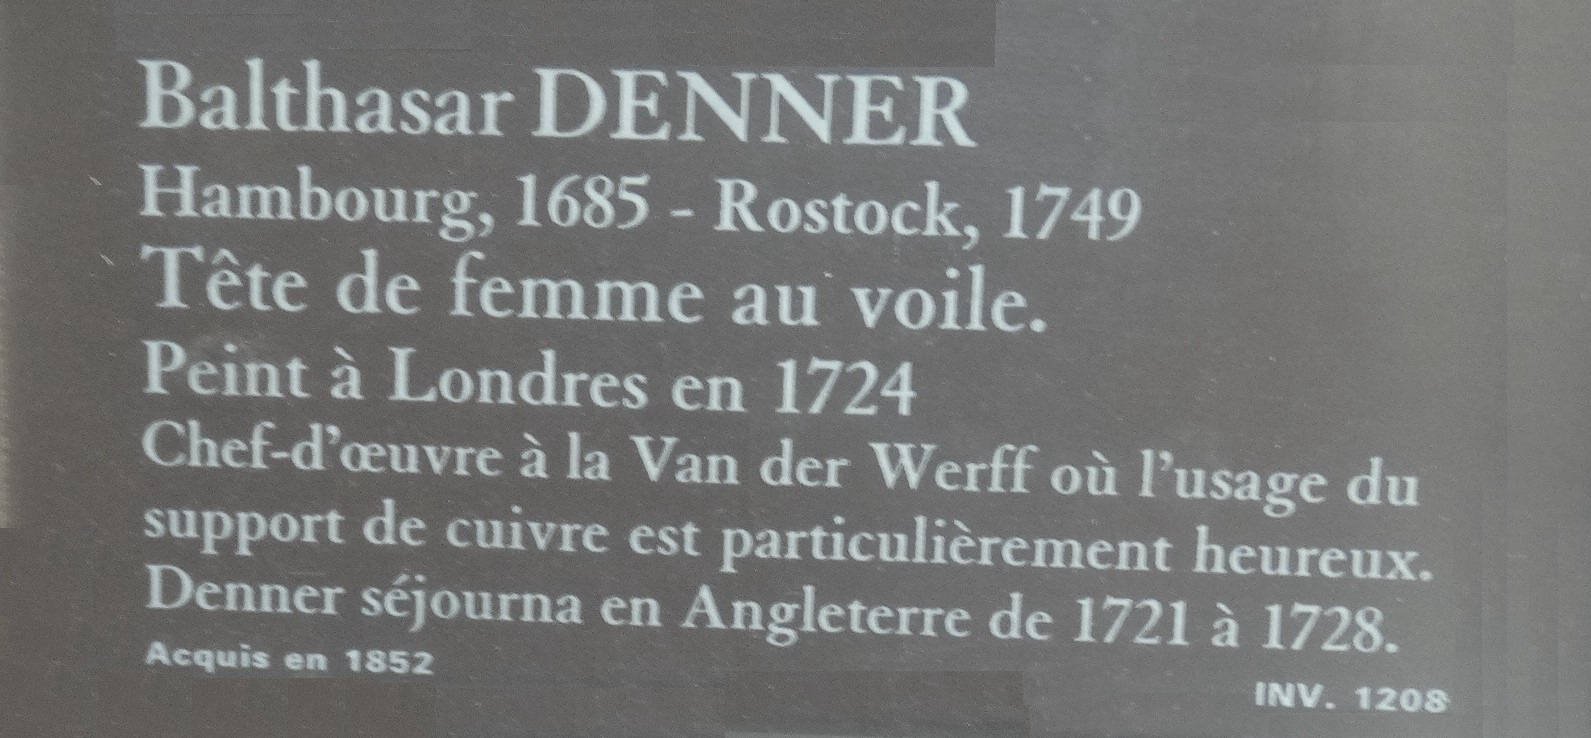 Balthasar DENNER
Hambourg, 1685 - Rostock, 1749
Tête de femme au voile.
Peint à Londres en 1724
Chef-d'œuvre à la Van der Werff où l'usage du
support de cuivre est particulièrement heureux.
Denner séjourna en Angleterre de 1721 à 1728.
Acquis en 1852
INV. 1208